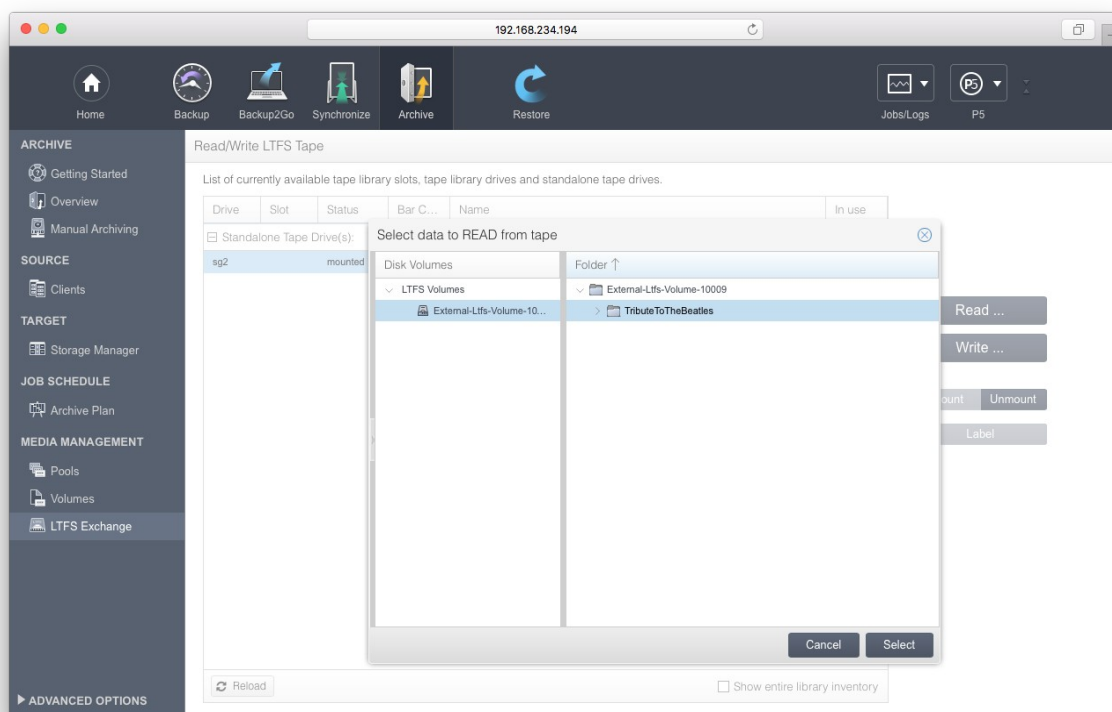 192.168.234.194
Home
Backup
Backup2Go
Synchronize
Archive
Restore
Jobs/Logs
P5
P5
ARCHIVE
Getting Started
Overview
Manual Archiving
SOURCE
Clients
TARGET
Storage Manager
JOB SCHEDULE
Archive Plan
MEDIA MANAGEMENT
Pools
Volumes
LTFS Exchange
ADVANCED OPTIONS
Read/Write LTFS Tape
List of currently available tape library slots, tape library drives and standalone tape drives.
Drive Slot Status Bar C... Name In use
Standalone Tape Drive(s):
sg2 mounted
Select data to READ from tape
Disk Volumes
LTFS Volumes
External-Ltfs-Volume-10...
Folder ↑
External-Ltfs-Volume-10009
TributeToTheBeatles
Cancel Select
Read ...
Write ...
ount Unmount
Label
Reload
Show entire library inventory